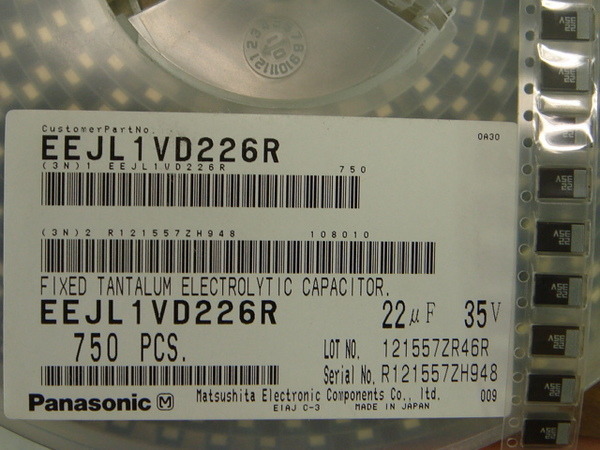 CustomerPartNo.
0A30
EEJL1VD226R
(3N)1 EEJL1VD226R 750
(3N)2 R121557ZH948 108010
FIXED TANTALUM ELECTROLYTIC CAPACITOR.
EEJL1VD226R 22μF 35V
750 PCS. LOT NO. 121557ZR46R
Serial No. R121557ZH948
Panasonic M Matsushita Electronic Components Co., ltd. 009
EIAJ C-3 MADE IN JAPAN